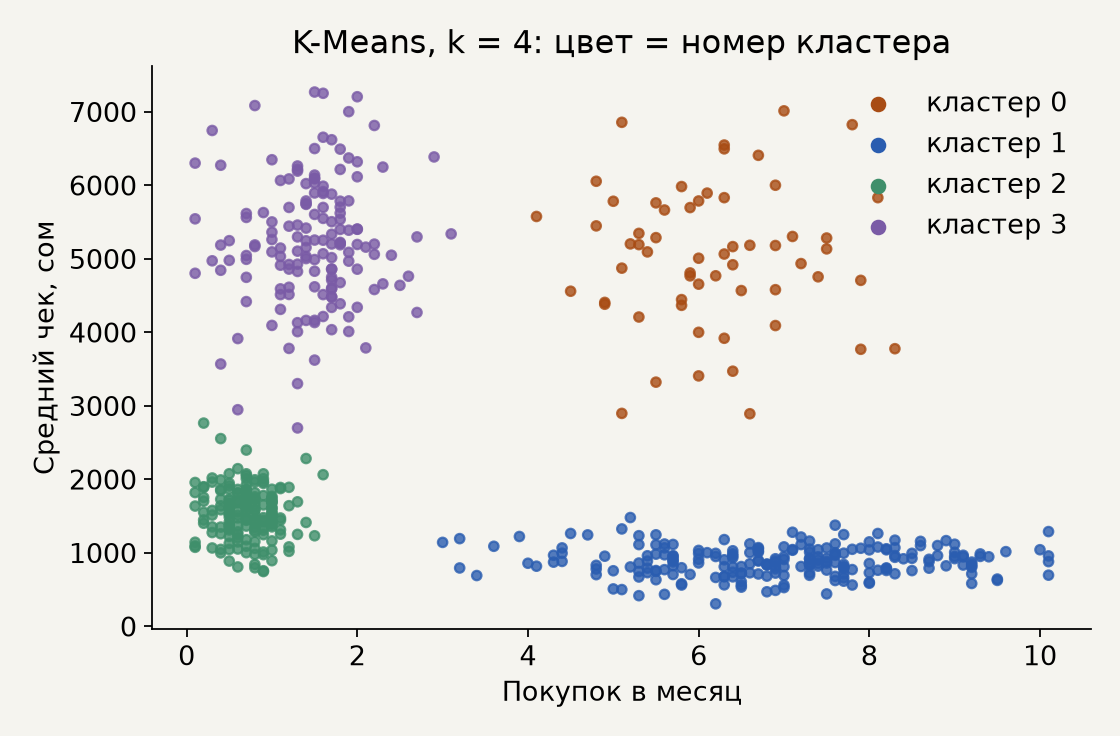 K-Means, k = 4: цвет = номер кластера
кластер 0
кластер 1
кластер 2
кластер 3
Средний чек, сом
7000
6000
5000
4000
3000
2000
1000
0
0 2 4 6 8 10
Покупок в месяц